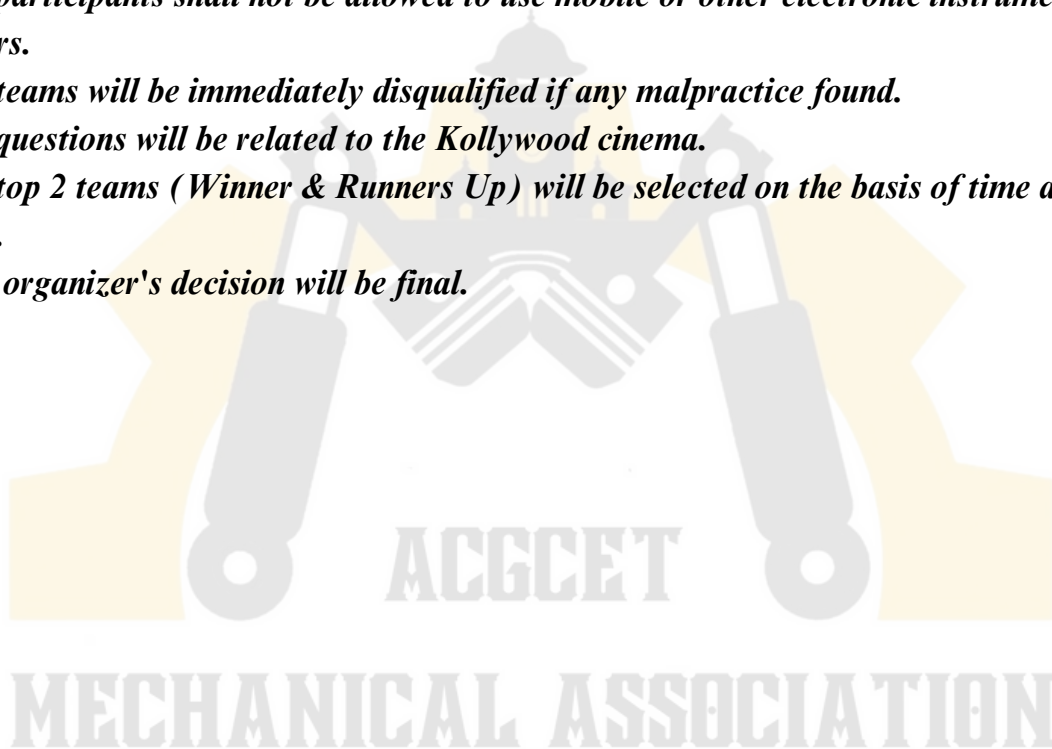 participants shall not be allowed to use mobile or other electronic
rs.
teams will be immediately disqualified if any malpractice found.
questions will be related to the Kollywood cinema.
top 2 teams (Winner & Runners Up) will be selected on the basis of time
organizer's decision will be final.
ACGCET
MECHANICAL ASSOCIATION